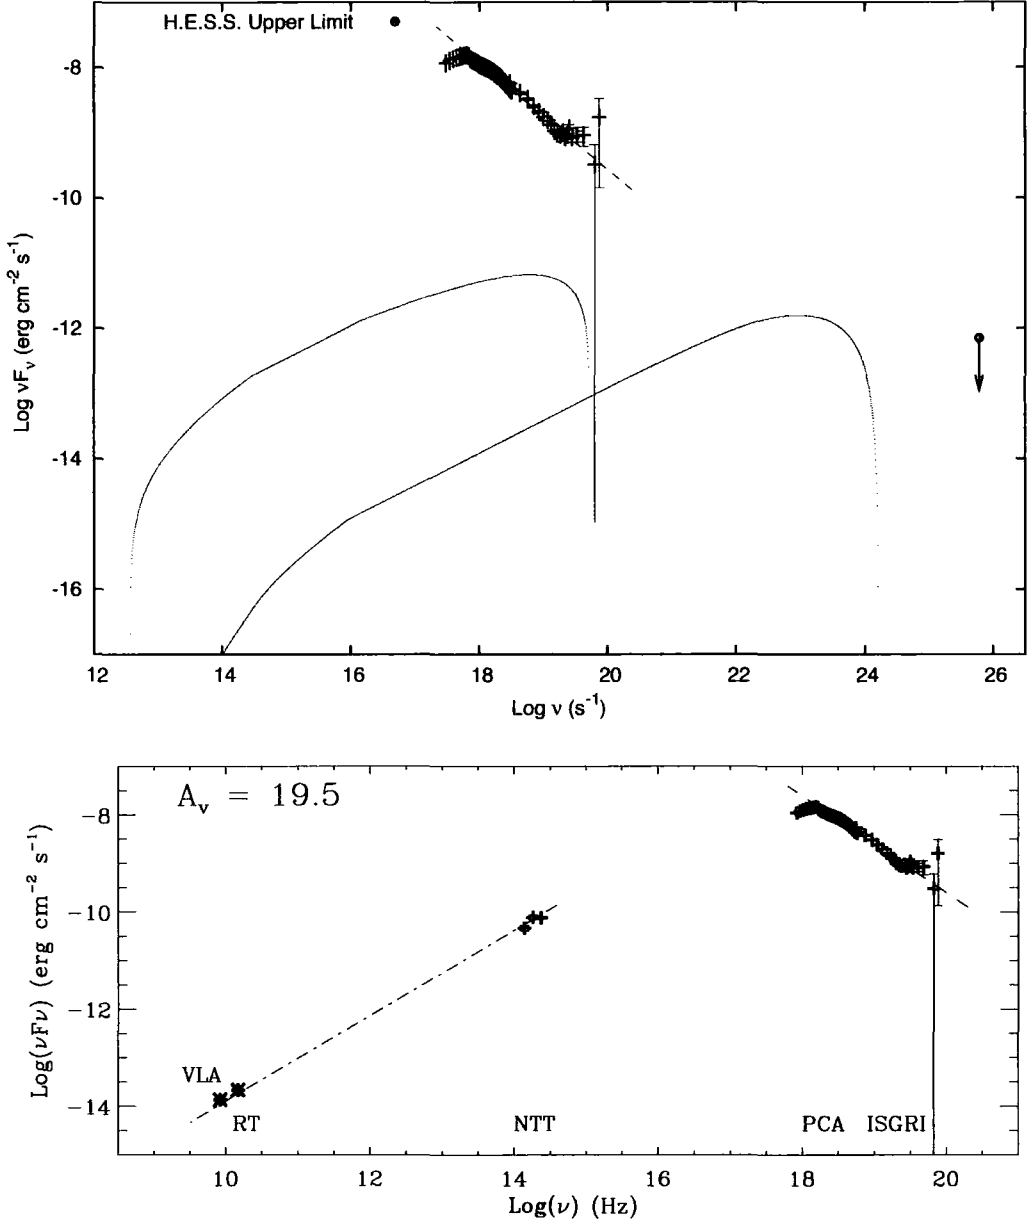 H.E.S.S. Upper Limit
-8
-10
-12
-14
-16
Log νFν (erg cm-2 s-1)
12 14 16 18 20 22 24 26
Log ν (s-1)
Av = 19.5
−8
−10
−12
−14
Log(νFν) (erg cm−2 s−1)
VLA
RT NTT PCA ISGRI
10 12 14 16 18 20
Log(ν) (Hz)